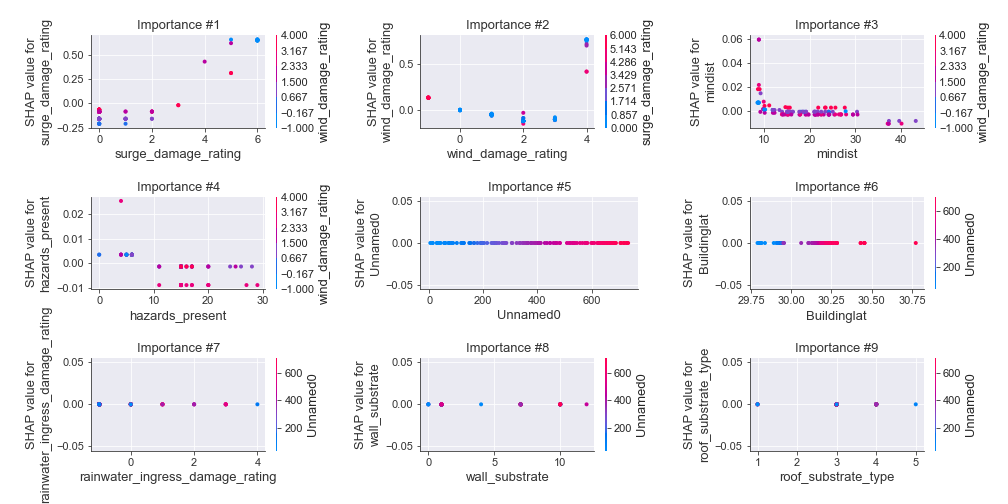 Importance #1
SHAP value for
surge_damage_rating
0.50
0.25
0.00
−0.25
0
2
4
6
surge_damage_rating
4.000
3.167
2.333
1.500
0.667
−0.167
−1.000
wind_damage_rating
Importance #2
SHAP value for
wind_damage_rating
0.5
0.0
0
2
4
wind_damage_rating
6.000
5.143
4.286
3.429
2.571
1.714
0.857
0.000
surge_damage_rating
Importance #3
SHAP value for
mindist
0.06
0.04
0.02
0.00
10
20
30
40
mindist
4.000
3.167
2.333
1.500
0.667
−0.167
−1.000
wind_damage_rating
Importance #4
SHAP value for
hazards_present
0.02
0.01
0.00
−0.01
0
10
20
30
hazards_present
4.000
3.167
2.333
1.500
0.667
−0.167
−1.000
wind_damage_rating
Importance #5
SHAP value for
Unnamed0
0.05
0.00
−0.05
0
200
400
600
Unnamed0
Importance #6
SHAP value for
Buildinglat
0.05
0.00
−0.05
29.75
30.00
30.25
30.50
30.75
Buildinglat
600
400
200
Unnamed0
Importance #7
SHAP value for
rainwater_ingress_damage_rating
0.05
0.00
−0.05
0
2
4
rainwater_ingress_damage_rating
600
400
200
Unnamed0
Importance #8
SHAP value for
wall_substrate
0.05
0.00
−0.05
0
5
10
wall_substrate
600
400
200
Unnamed0
Importance #9
SHAP value for
roof_substrate_type
0.05
0.00
−0.05
1
2
3
4
5
roof_substrate_type
600
400
200
Unnamed0